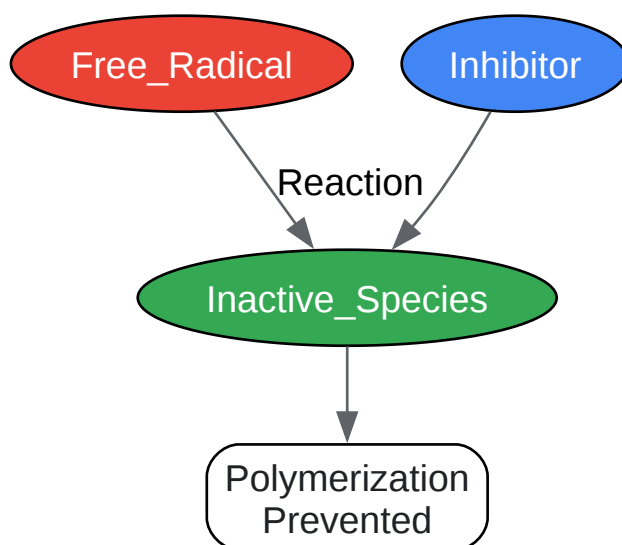 Free_Radical
Inhibitor
Reaction
Inactive_Species
Polymerization
Prevented